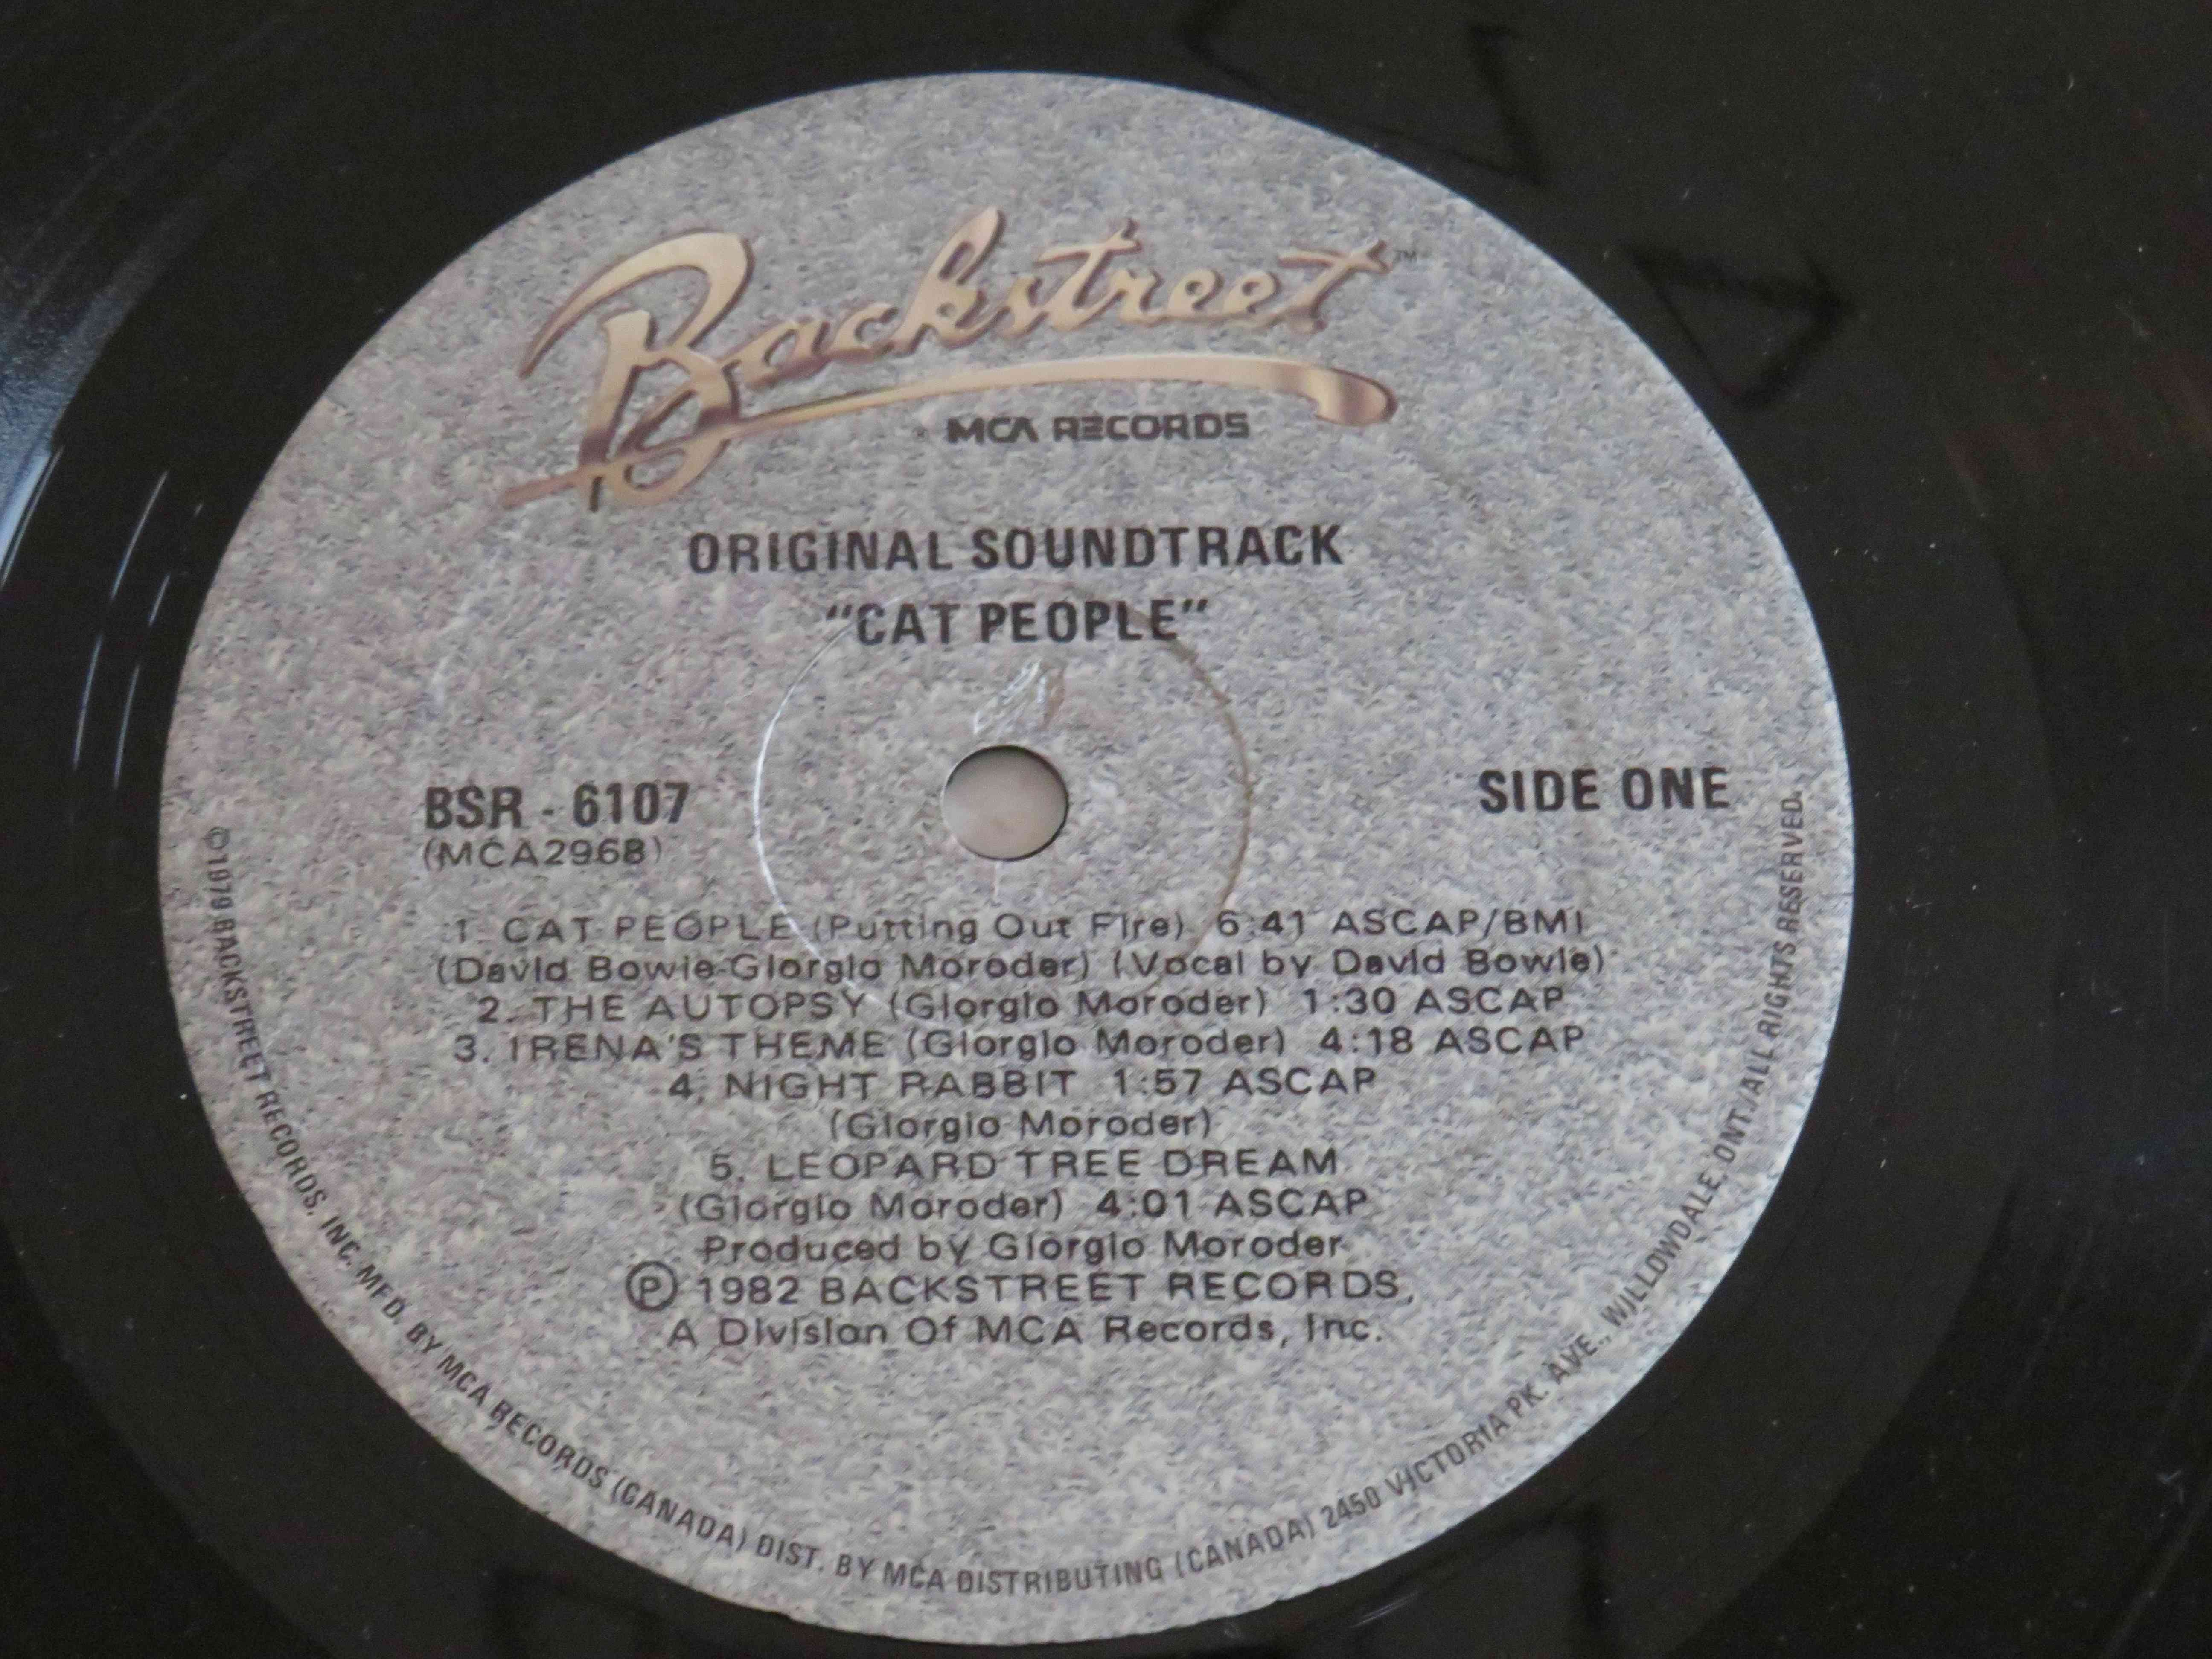 Backstreet™
MCA RECORDS
ORIGINAL SOUNDTRACK
"CAT PEOPLE"
BSR - 6107
(MCA2968)
SIDE ONE
1. CAT PEOPLE (Putting Out Fire) 6:41 ASCAP/BMI
(David Bowie-Giorgio Moroder) (Vocal by David Bowie)
2. THE AUTOPSY (Giorgio Moroder) 1:30 ASCAP
3. IRENA'S THEME (Giorgio Moroder) 4:18 ASCAP
4. NIGHT RABBIT 1:57 ASCAP
(Giorgio Moroder)
5. LEOPARD TREE DREAM
(Giorgio Moroder) 4:01 ASCAP
Produced by Giorgio Moroder
Ⓟ 1982 BACKSTREET RECORDS,
A Division Of MCA Records, Inc.
©1979 BACKSTREET RECORDS, INC. MFD. BY MCA RECORDS (CANADA) DIST. BY MCA DISTRIBUTING (CANADA) 2450 VICTORIA PK. AVE., WILLOWDALE, ONT./ALL RIGHTS RESERVED.